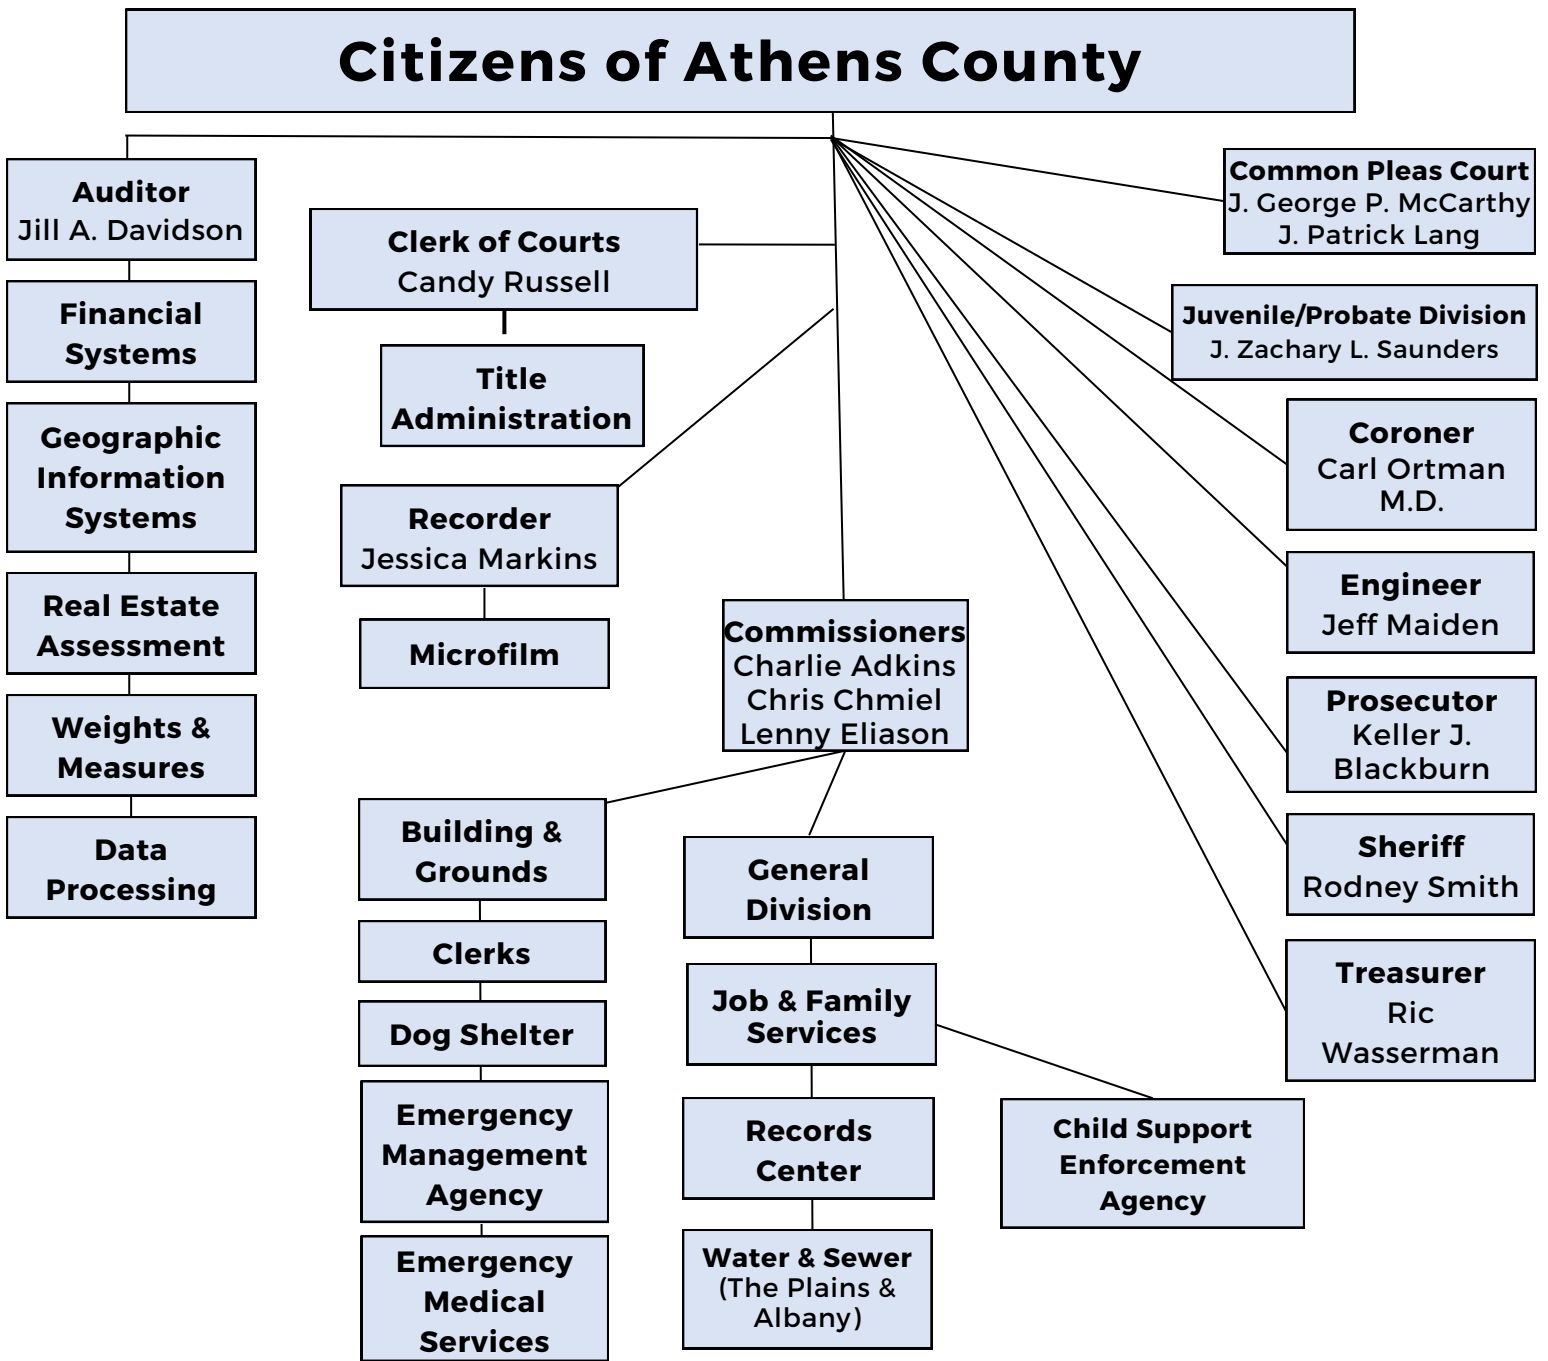 Citizens of Athens County
Auditor
Jill A. Davidson
Financial
Systems
Geographic
Information
Systems
Real Estate
Assessment
Weights &
Measures
Data
Processing
Clerk of Courts
Candy Russell
Title
Administration
Recorder
Jessica Markins
Microfilm
Commissioners
Charlie Adkins
Chris Chmiel
Lenny Eliason
Building &
Grounds
Clerks
Dog Shelter
Emergency
Management
Agency
Emergency
Medical
Services
General
Division
Job & Family
Services
Records
Center
Water & Sewer
(The Plains &
Albany)
Child Support
Enforcement
Agency
Common Pleas Court
J. George P. McCarthy
J. Patrick Lang
Juvenile/Probate Division
J. Zachary L. Saunders
Coroner
Carl Ortman
M.D.
Engineer
Jeff Maiden
Prosecutor
Keller J.
Blackburn
Sheriff
Rodney Smith
Treasurer
Ric
Wasserman